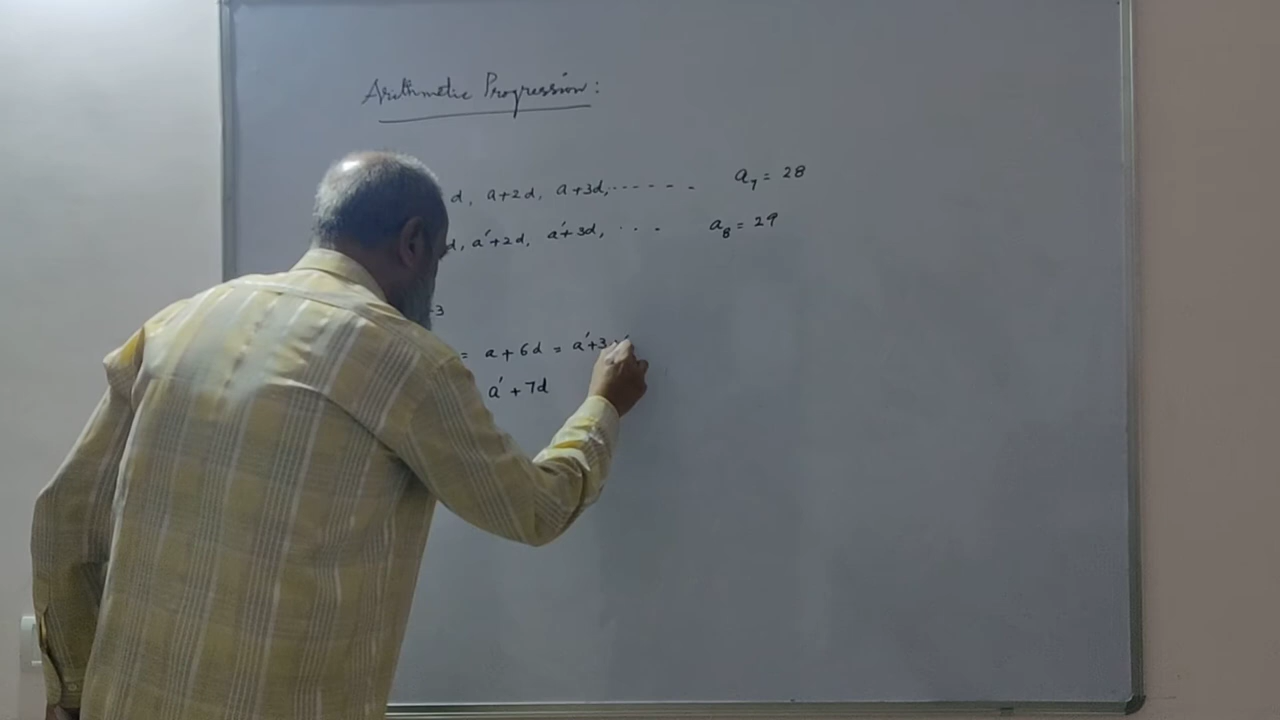 Arithmetic Progression:
d, a+2d, a+3d,------ a₇ = 28
d, a'+2d, a'+3d, ... a₈ = 29
3
= a+6d = a'+3
a'+7d